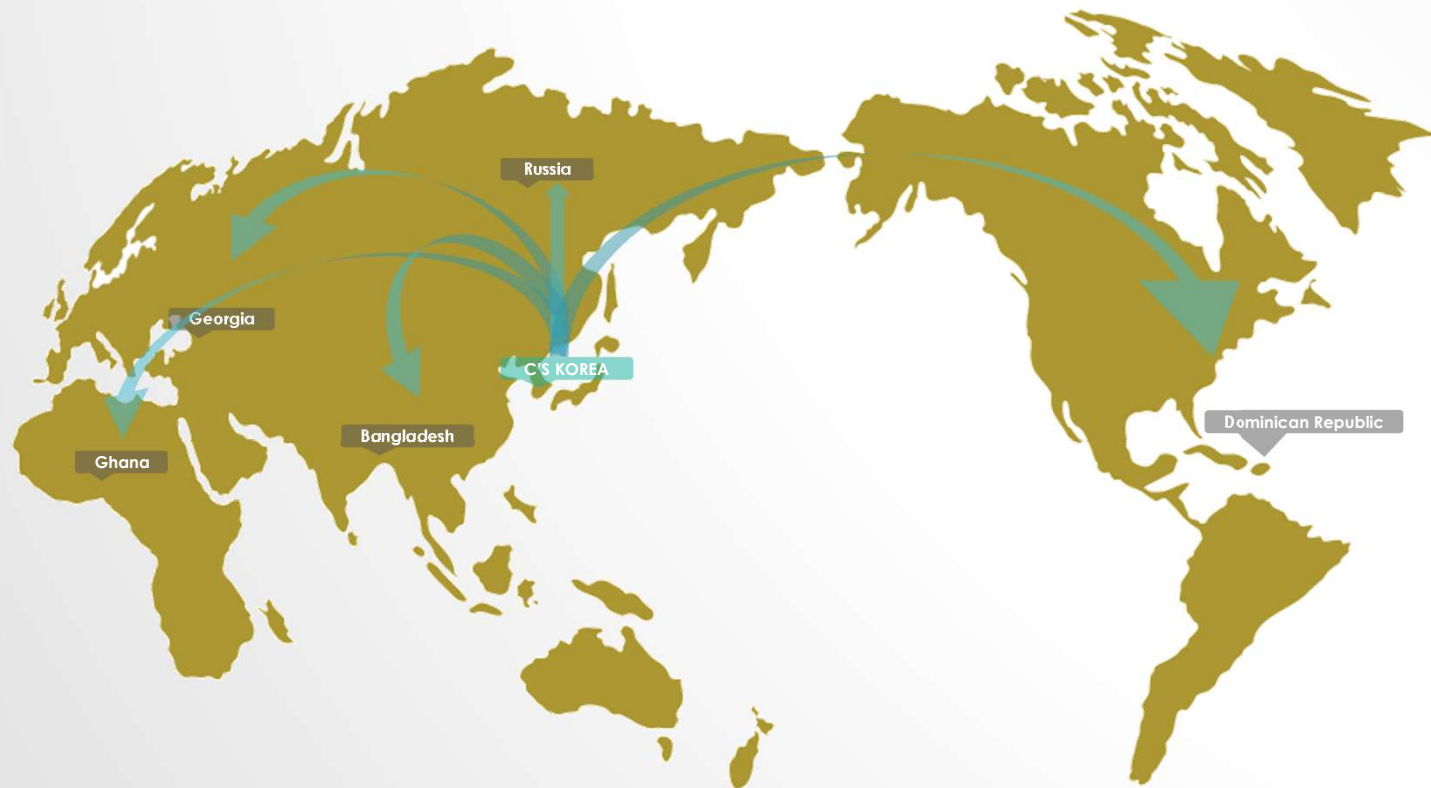 Russia
Georgia
C'S KOREA
Dominican Republic
Bangladesh
Ghana